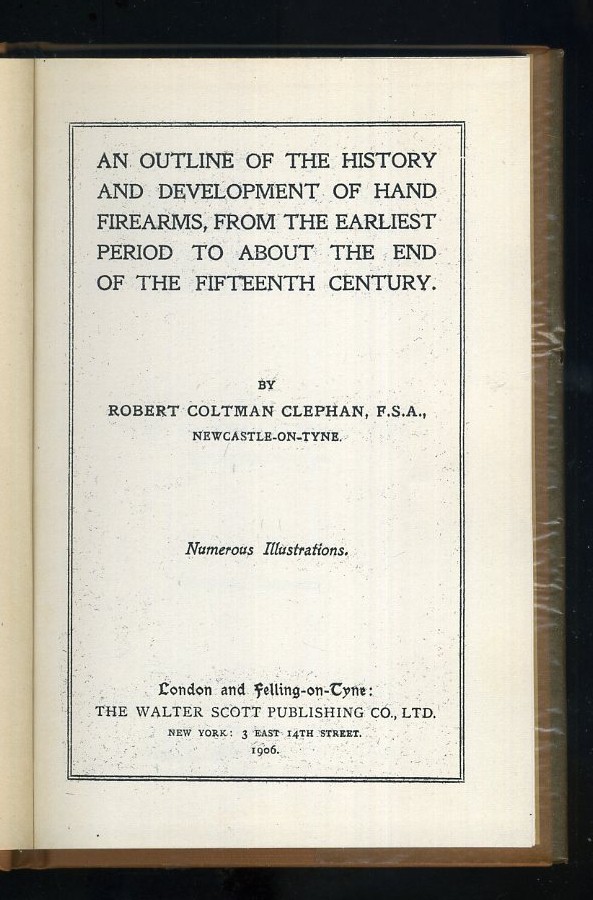 AN OUTLINE OF THE HISTORY
AND DEVELOPMENT OF HAND
FIREARMS, FROM THE EARLIEST
PERIOD TO ABOUT THE END
OF THE FIFTEENTH CENTURY.
BY
ROBERT COLTMAN CLEPHAN, F.S.A.,
NEWCASTLE-ON-TYNE.
Numerous Illustrations.
London and Felling-on-Tyne:
THE WALTER SCOTT PUBLISHING CO., LTD.
NEW YORK: 3 EAST 14TH STREET.
1906.